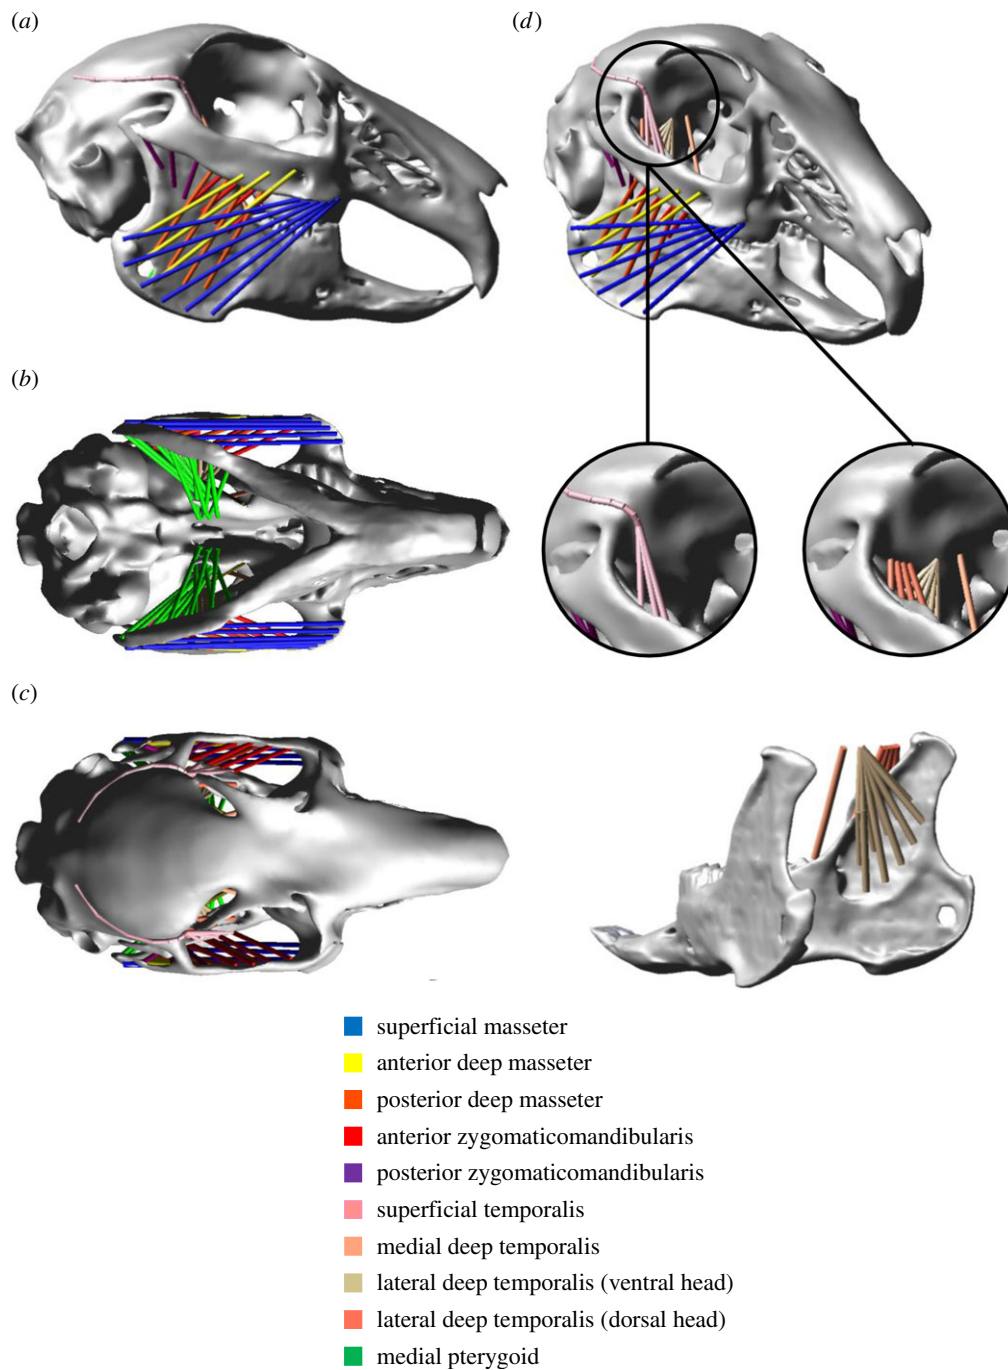 (a)
(d)
(b)
(c)
superficial masseter
anterior deep masseter
posterior deep masseter
anterior zygomaticomandibularis
posterior zygomaticomandibularis
superficial temporalis
medial deep temporalis
lateral deep temporalis (ventral head)
lateral deep temporalis (dorsal head)
medial pterygoid